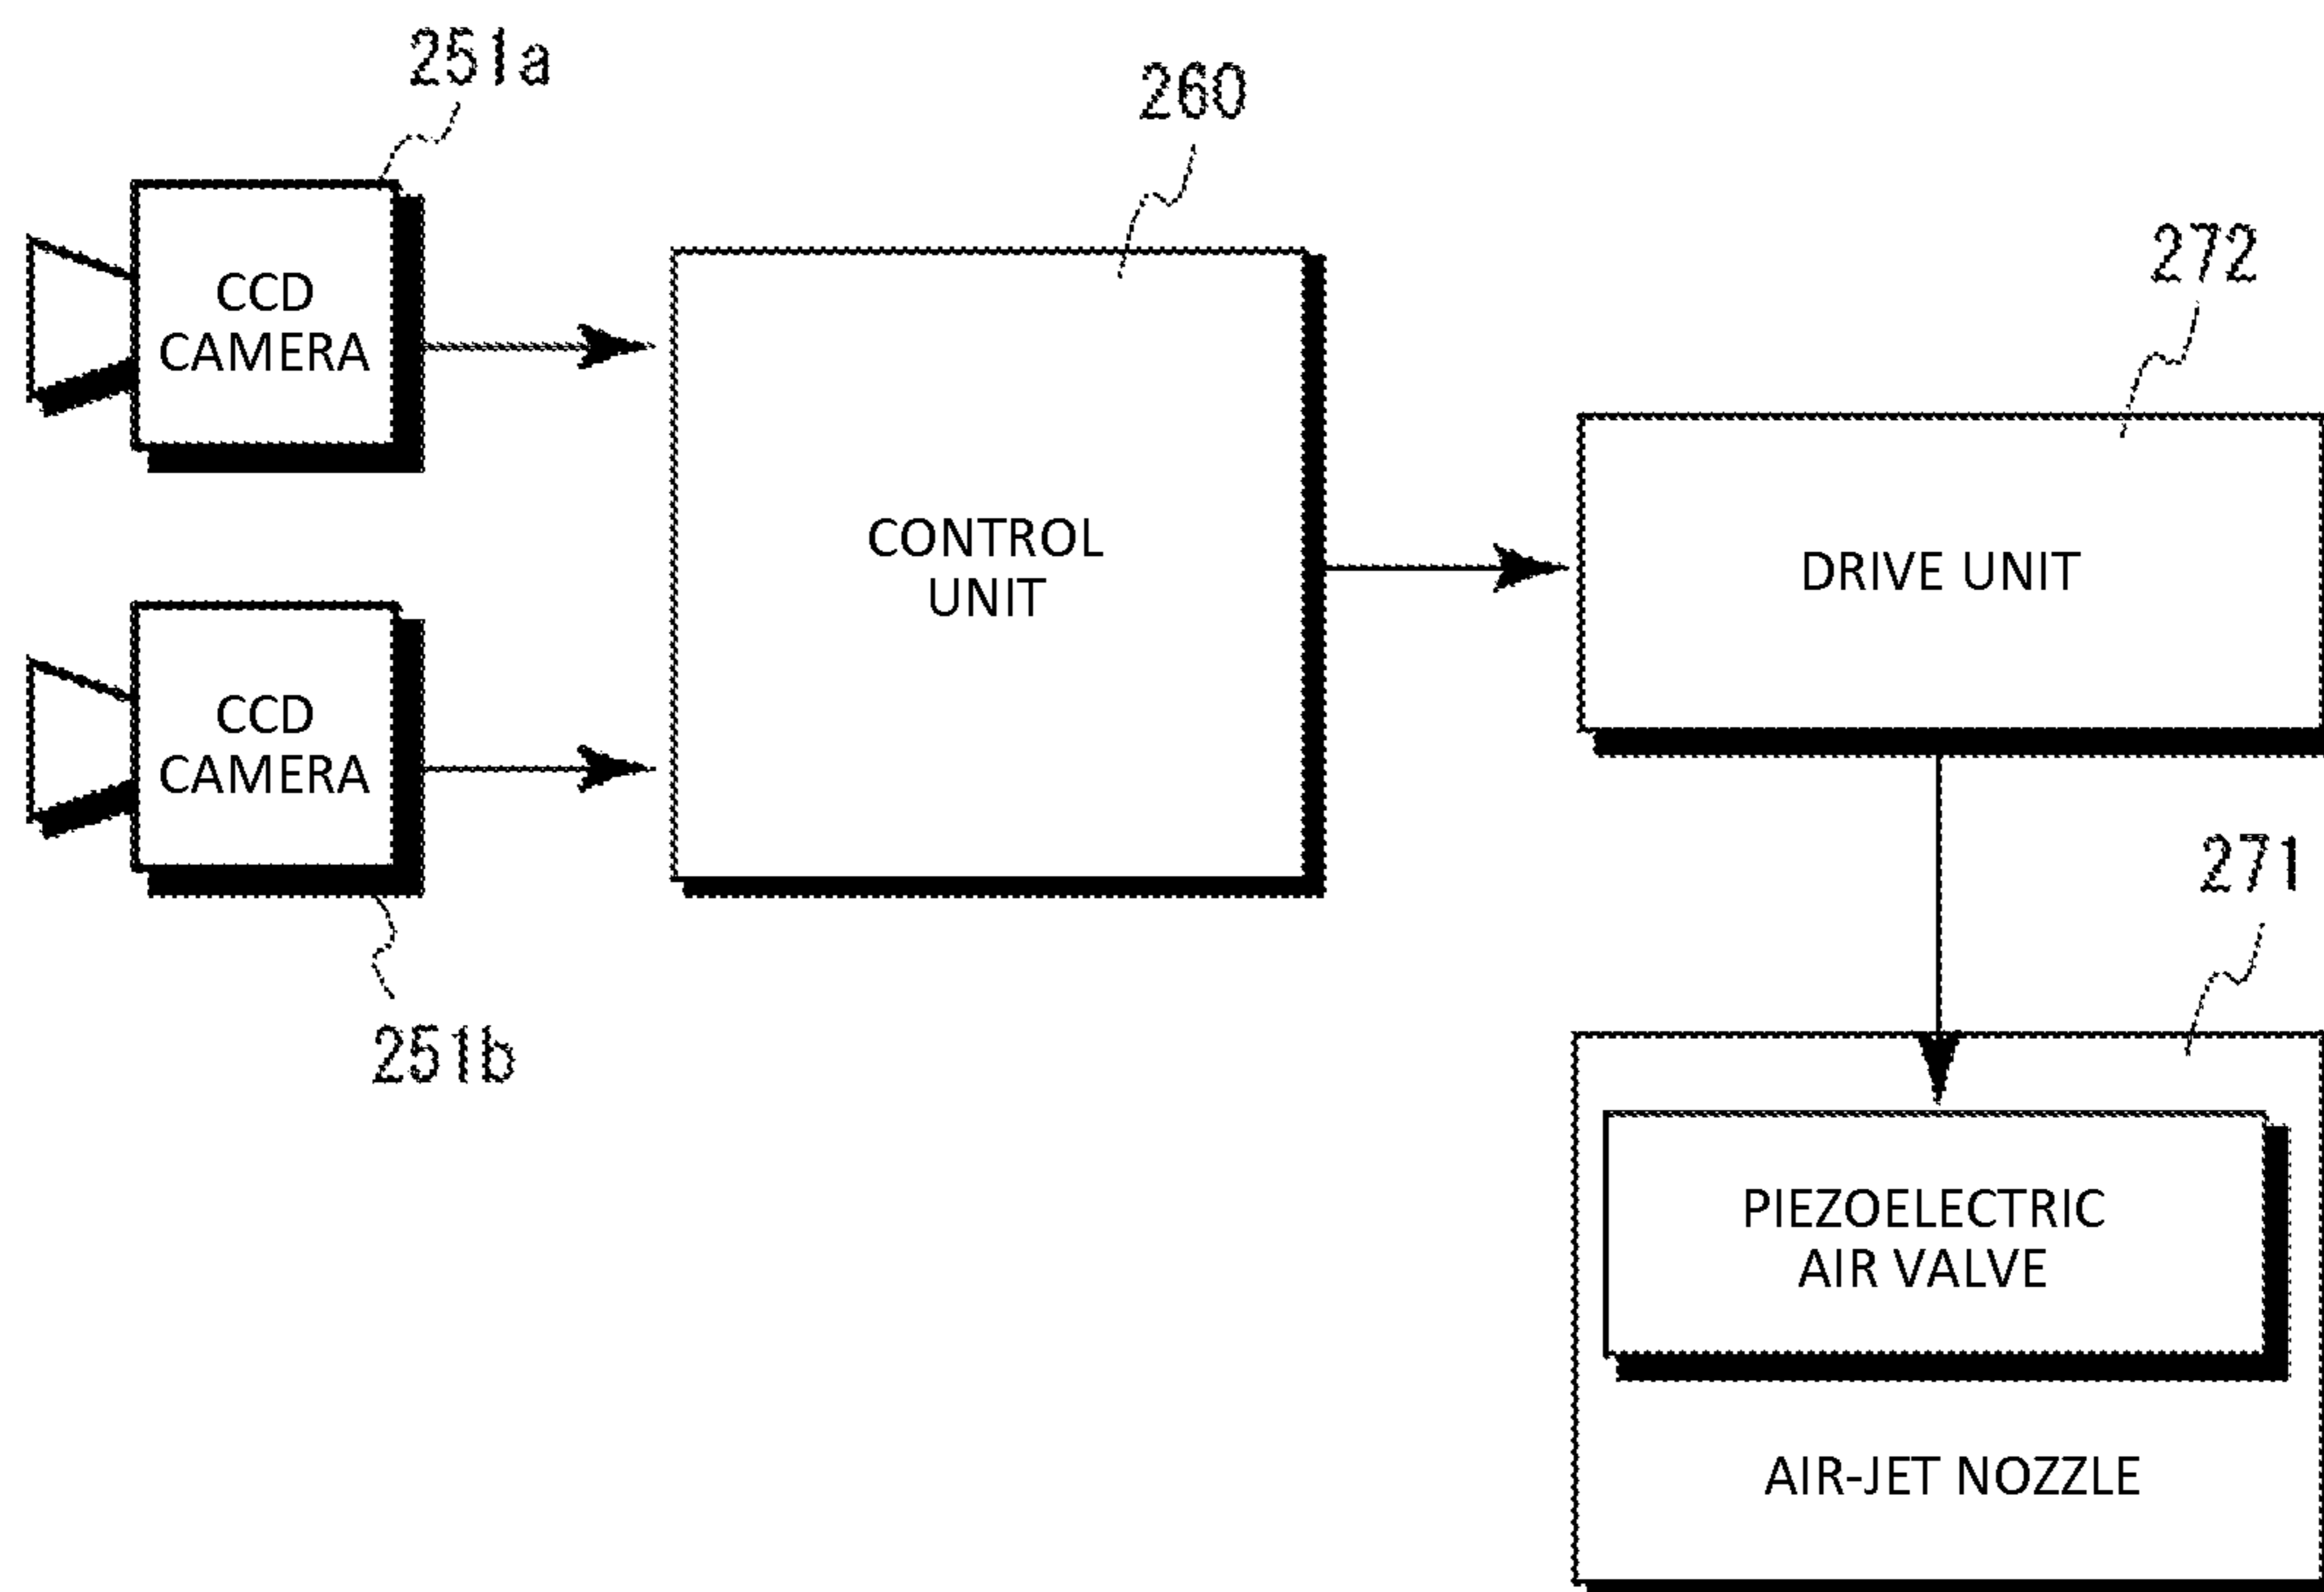 251a
260
272
CCD
CAMERA
CONTROL
UNIT
DRIVE UNIT
CCD
CAMERA
251b
271
PIEZOELECTRIC
AIR VALVE
AIR-JET NOZZLE